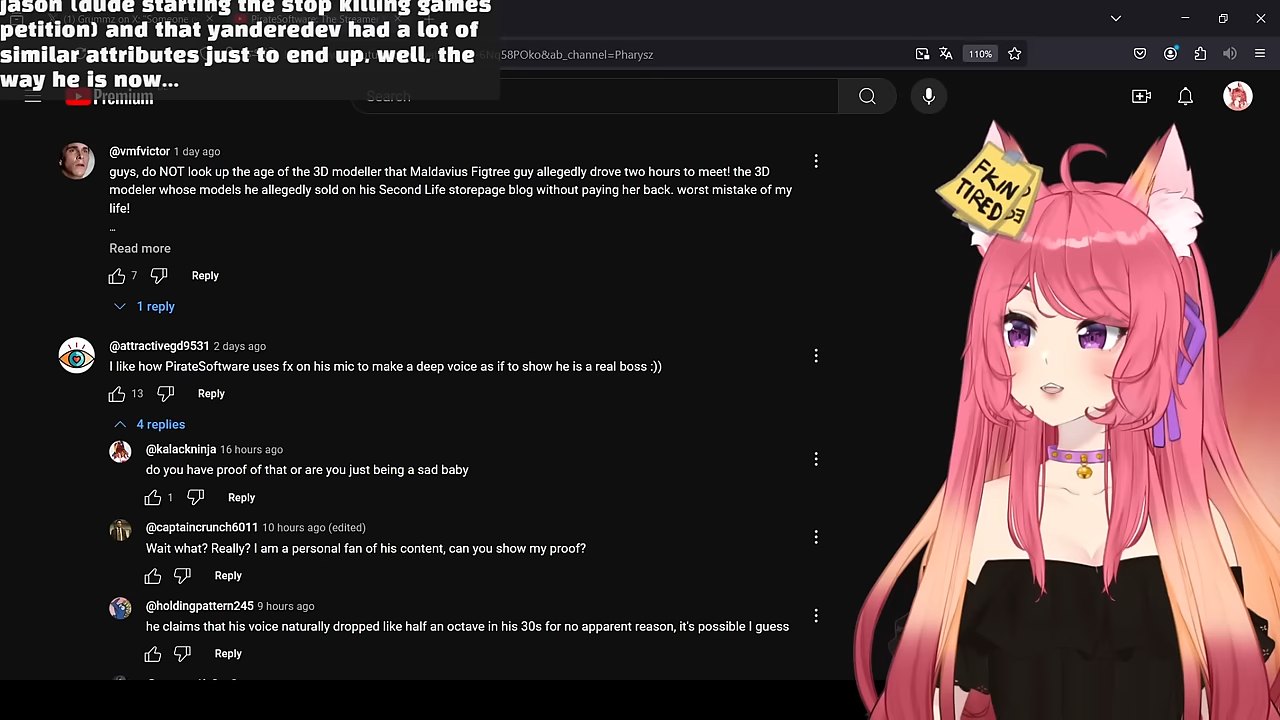 jason (dude starting the stop killing games
petition) and that yanderedev had a lot of
similar attributes just to end up, well, the
way he is now...
(1) Grummz on X: "Someone
PirateSoftware: The Streamer
58POko&ab_channel=Pharysz
110%
Premium
Search
@vmfvictor 1 day ago
guys, do NOT look up the age of the 3D modeller that Maldavius Figtree guy allegedly drove two hours to meet! the 3D
modeler whose models he allegedly sold on his Second Life storepage blog without paying her back. worst mistake of my
life!
...
Read more
7 Reply
1 reply
@attractivegd9531 2 days ago
I like how PirateSoftware uses fx on his mic to make a deep voice as if to show he is a real boss :))
13 Reply
4 replies
@kalackninja 16 hours ago
do you have proof of that or are you just being a sad baby
1 Reply
@captaincrunch6011 10 hours ago (edited)
Wait what? Really? I am a personal fan of his content, can you show my proof?
Reply
@holdingpattern245 9 hours ago
he claims that his voice naturally dropped like half an octave in his 30s for no apparent reason, it's possible I guess
Reply
FKIN
TIRED